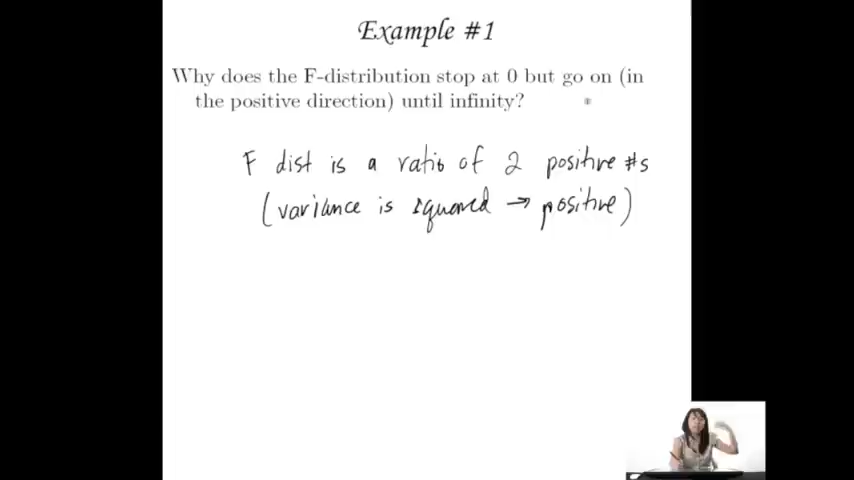 Example #1
Why does the F-distribution stop at 0 but go on (in
the positive direction) until infinity?
F dist is a ratio of 2 positive #s
(variance is squared → positive)